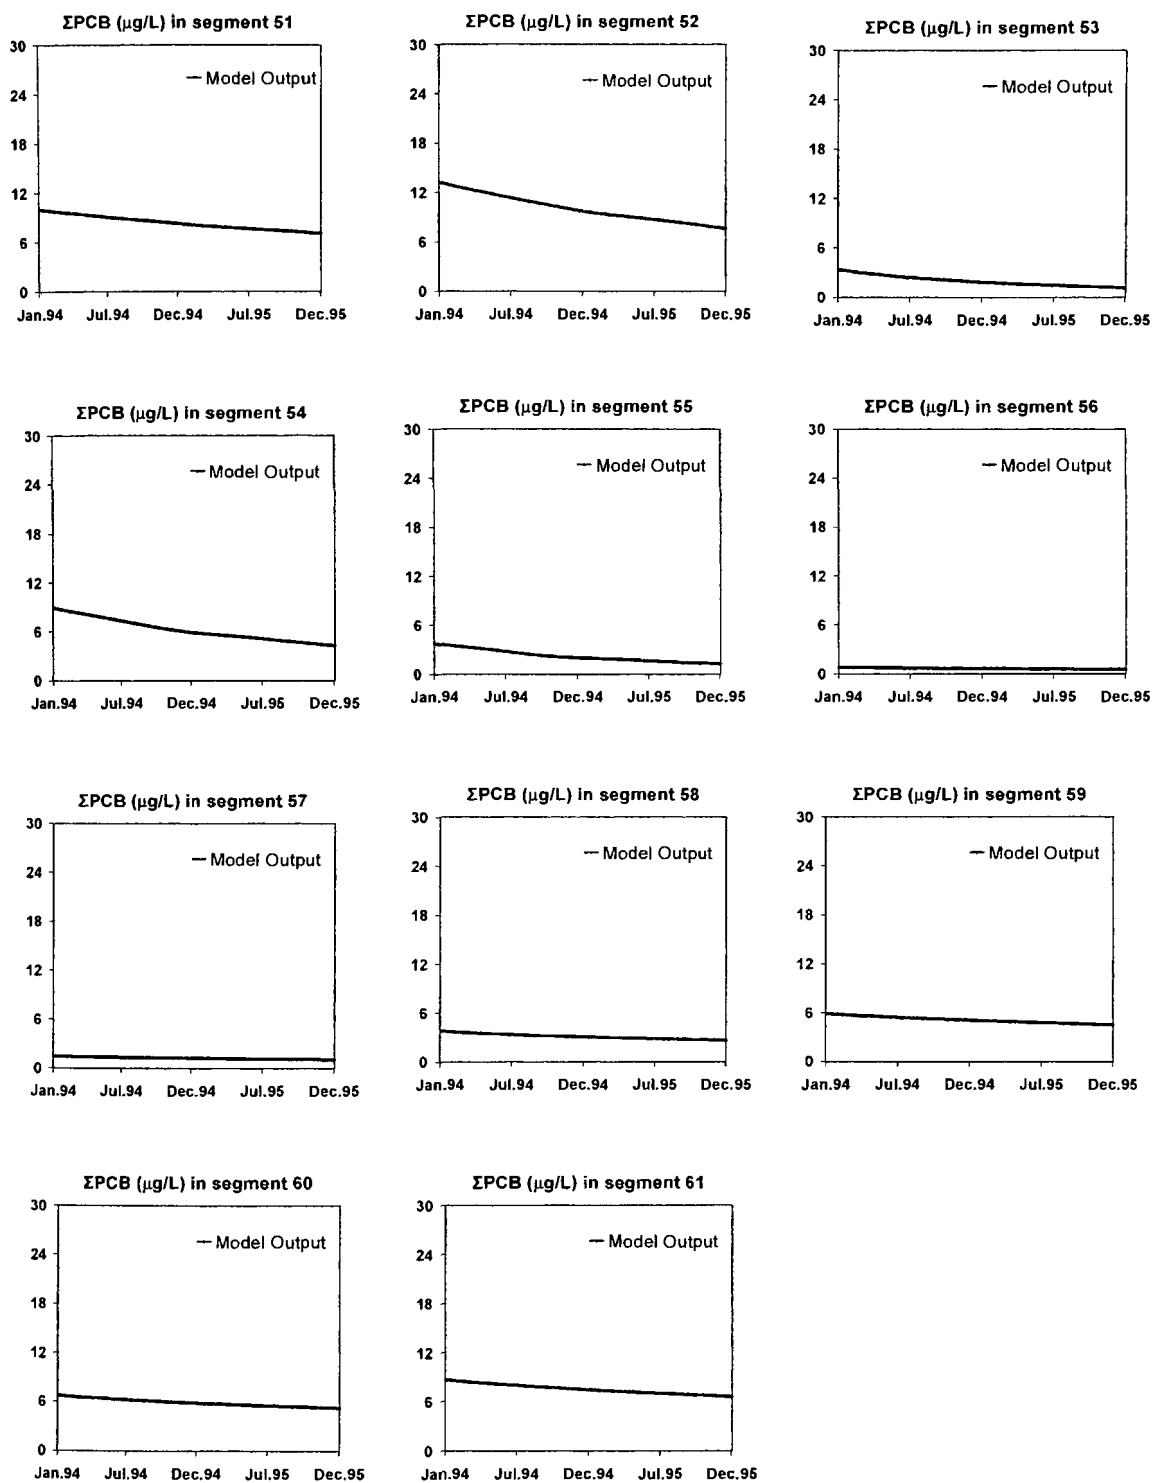 ΣPCB (μg/L) in segment 51
30
24
18
12
6
0
Model Output
Jan.94 Jul.94 Dec.94 Jul.95 Dec.95
ΣPCB (μg/L) in segment 52
30
24
18
12
6
0
Model Output
Jan.94 Jul.94 Dec.94 Jul.95 Dec.95
ΣPCB (μg/L) in segment 53
30
24
18
12
6
0
Model Output
Jan.94 Jul.94 Dec.94 Jul.95 Dec.95
ΣPCB (μg/L) in segment 54
30
24
18
12
6
0
Model Output
Jan.94 Jul.94 Dec.94 Jul.95 Dec.95
ΣPCB (μg/L) in segment 55
30
24
18
12
6
0
Model Output
Jan.94 Jul.94 Dec.94 Jul.95 Dec.95
ΣPCB (μg/L) in segment 56
30
24
18
12
6
0
Model Output
Jan.94 Jul.94 Dec.94 Jul.95 Dec.95
ΣPCB (μg/L) in segment 57
30
24
18
12
6
0
Model Output
Jan.94 Jul.94 Dec.94 Jul.95 Dec.95
ΣPCB (μg/L) in segment 58
30
24
18
12
6
0
Model Output
Jan.94 Jul.94 Dec.94 Jul.95 Dec.95
ΣPCB (μg/L) in segment 59
30
24
18
12
6
0
Model Output
Jan.94 Jul.94 Dec.94 Jul.95 Dec.95
ΣPCB (μg/L) in segment 60
30
24
18
12
6
0
Model Output
Jan.94 Jul.94 Dec.94 Jul.95 Dec.95
ΣPCB (μg/L) in segment 61
30
24
18
12
6
0
Model Output
Jan.94 Jul.94 Dec.94 Jul.95 Dec.95